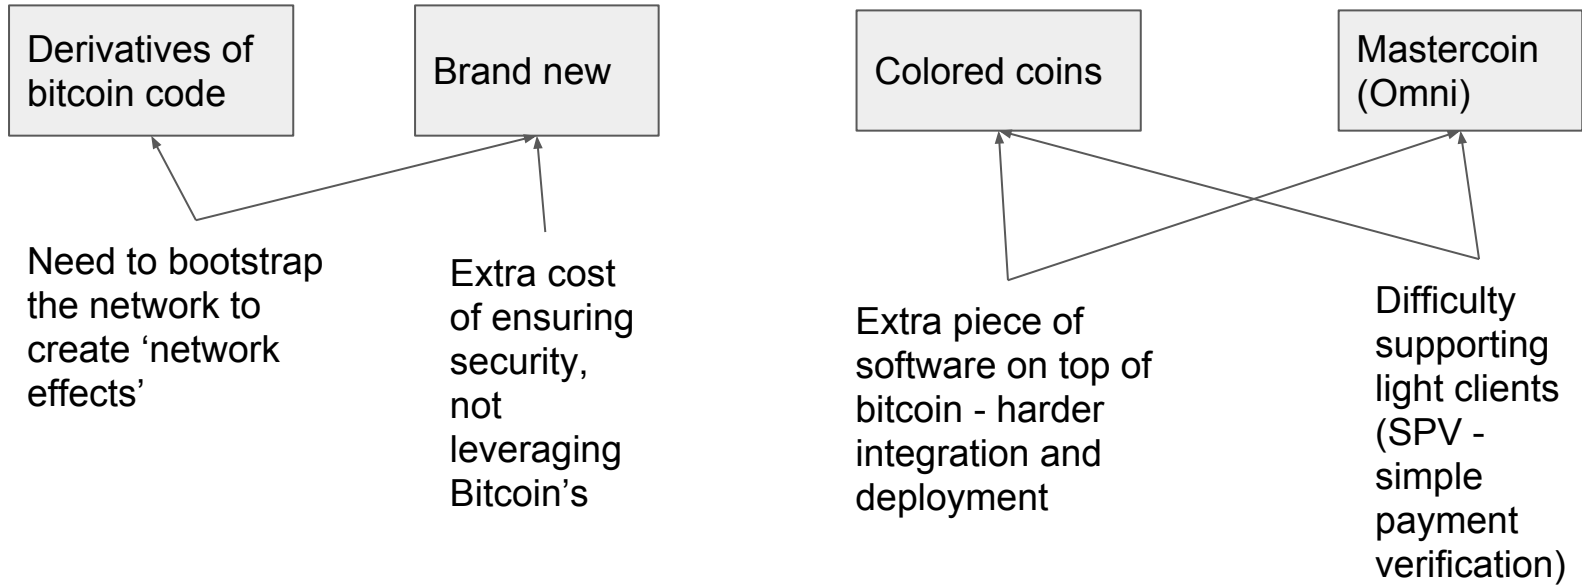 Derivatives of
bitcoin code
Brand new
Colored coins
Mastercoin
(Omni)
Need to bootstrap
the network to
create ‘network
effects’
Extra cost
of ensuring
security,
not
leveraging
Bitcoin’s
Extra piece of
software on top of
bitcoin - harder
integration and
deployment
Difficulty
supporting
light clients
(SPV -
simple
payment
verification)